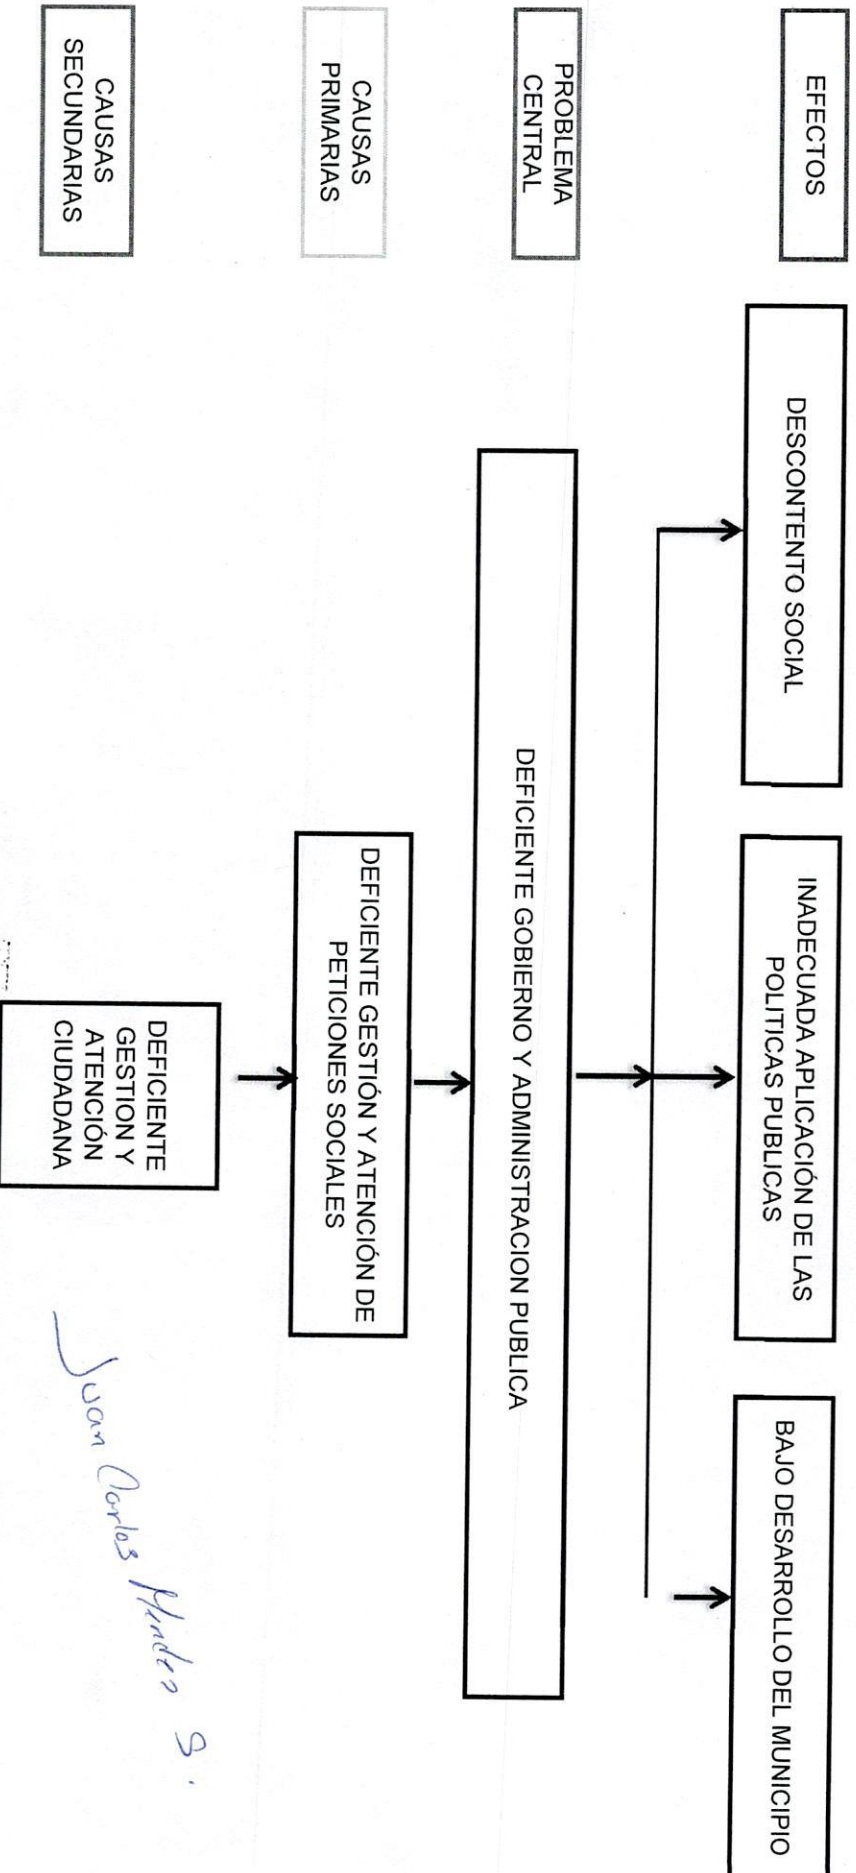 EFECTOS
DESCONTENTO SOCIAL
INADECUADA APLICACIÓN DE LAS
POLITICAS PUBLICAS
BAJO DESARROLLO DEL MUNICIPIO
PROBLEMA
CENTRAL
DEFICIENTE GOBIERNO Y ADMINISTRACION PUBLICA
CAUSAS
PRIMARIAS
DEFICIENTE GESTIÓN Y ATENCIÓN DE
PETICIONES SOCIALES
CAUSAS
SECUNDARIAS
DEFICIENTE
GESTION Y
ATENCIÓN
CIUDADANA
Juan Carlos Mendez S.